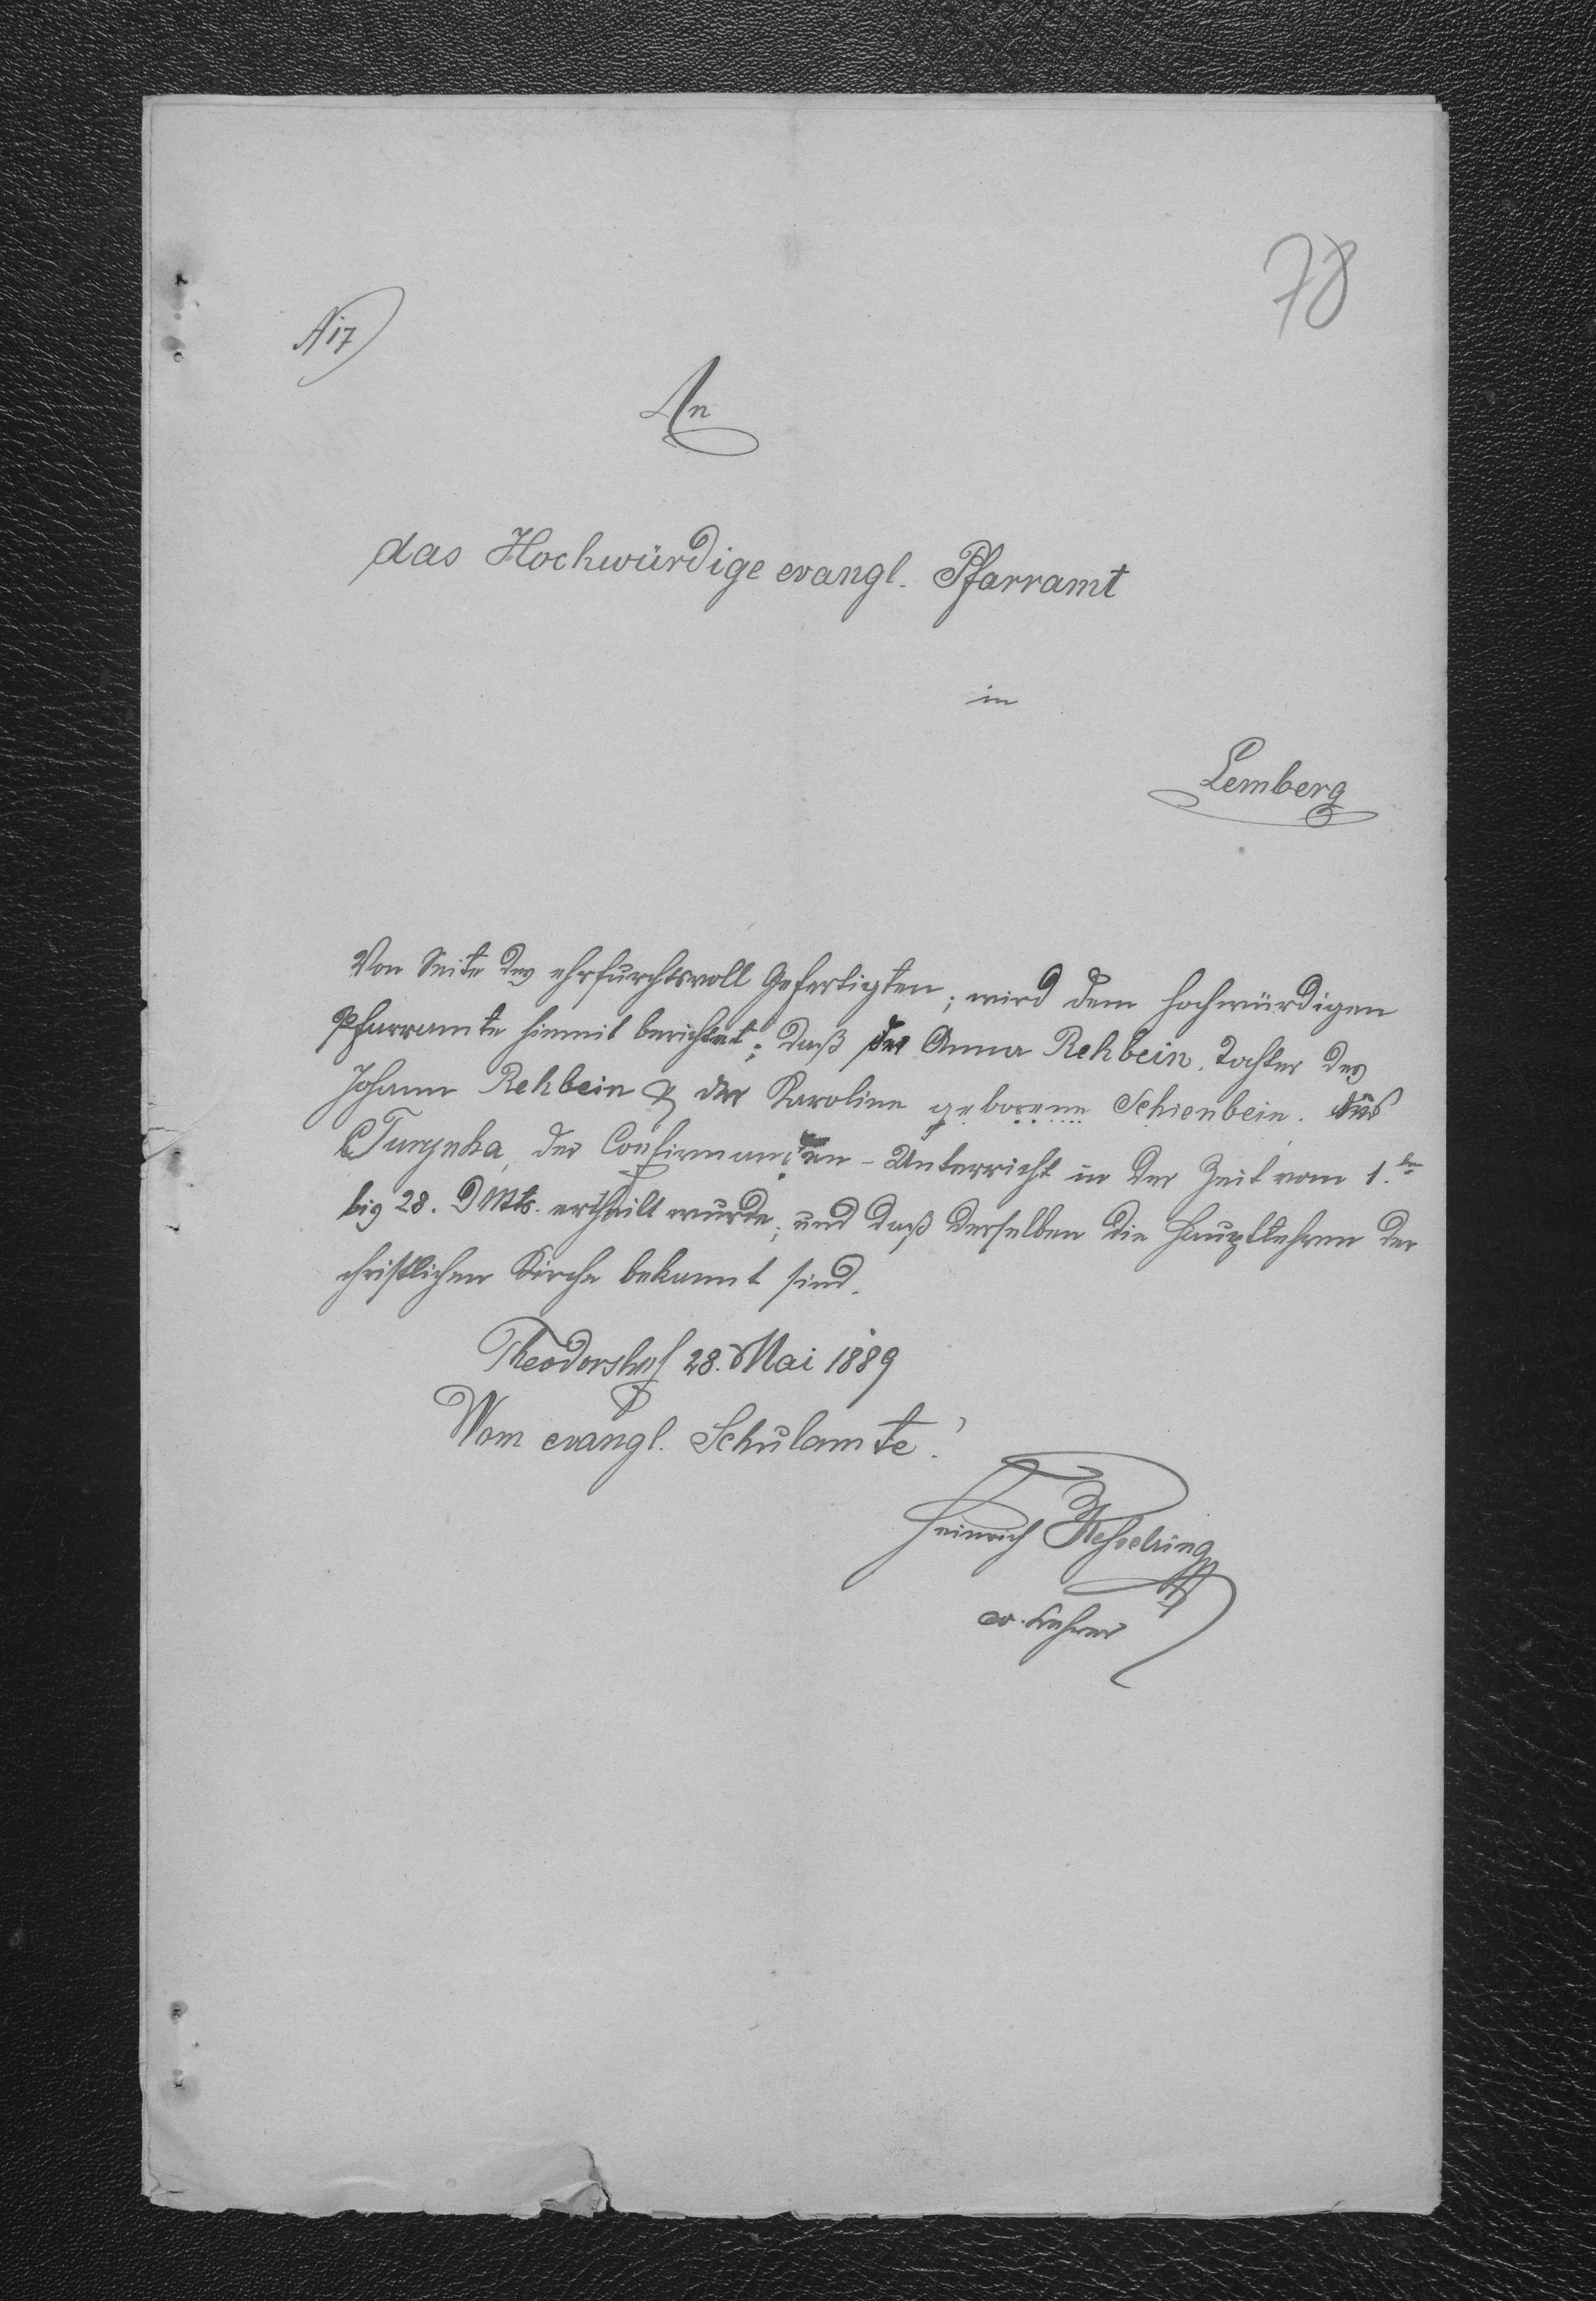 78
N 17
An
das Hochwürdige evangl. Pfarramt
in
Lemberg
Von Seite des ehrfurchtsvoll Gefertigten; wird dem hochwürdigen
Pfarramte hiemit berichtet; daß der Anna Rehbein, Tochter des
Johann Rehbein & der Karoline geborene Schienbein. aus
Turynka, der Confirmanden-Unterricht in der Zeit vom 1.ten
bis 28. D Mts. ertheilt wurde; und daß derselben die Hauptlehren der
christlichen Kirche bekannt sind.
Theodorshof 28. Mai 1889
Vom evangl. Schulamte!
Heinrich
ev. Lehrer